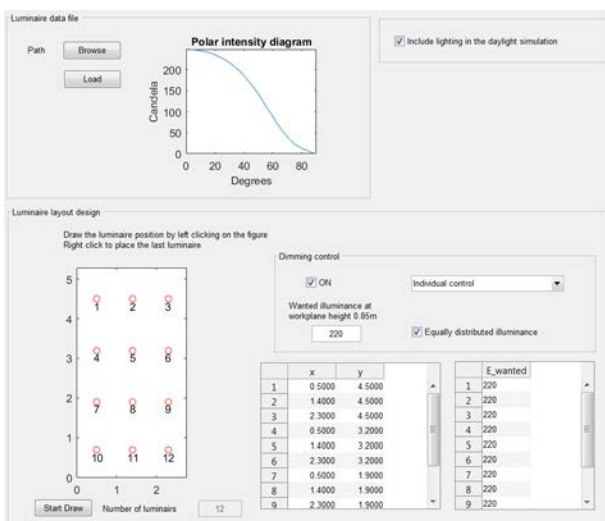 Luminaire data file
Path
Browse
Load
Polar intensity diagram
Candela
200
150
100
50
0
0 20 40 60 80
Degrees
Include lighting in the daylight simulation
Luminaire layout design
Draw the luminaire position by left clicking on the figure
Right click to place the last luminaire
5
4
3
2
1
0
0 1 2
1 2 3
4 5 6
7 8 9
10 11 12
Start Draw
Number of luminairs
12
Dimming control
ON
Individual control
Wanted illuminance at
workplane height 0.85m
220
Equally distributed illuminance
x y
1 0.5000 4.5000
2 1.4000 4.5000
3 2.3000 4.5000
4 0.5000 3.2000
5 1.4000 3.2000
6 2.3000 3.2000
7 0.5000 1.9000
8 1.4000 1.9000
9 2.3000 1.9000
E_wanted
1 220
2 220
3 220
4 220
5 220
6 220
7 220
8 220
9 220